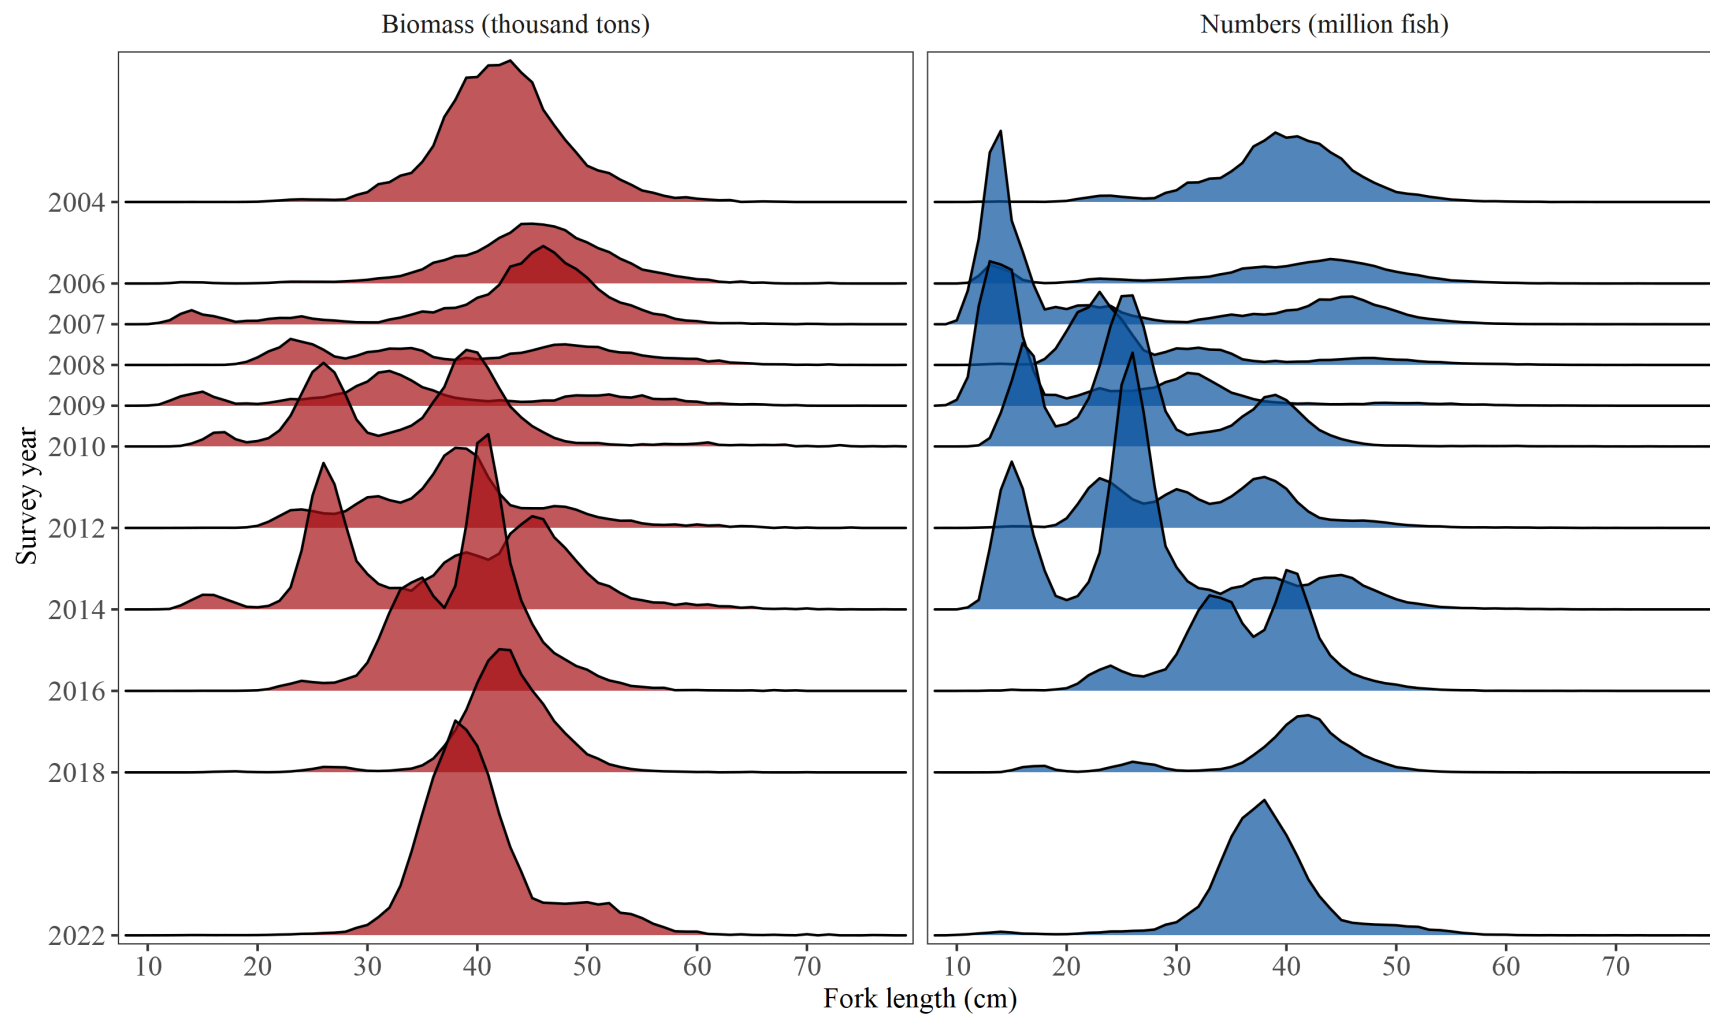 Biomass (thousand tons)
Numbers (million fish)
Survey year
2004
2006
2007
2008
2009
2010
2012
2014
2016
2018
2022
10 20 30 40 50 60 70
10 20 30 40 50 60 70
Fork length (cm)